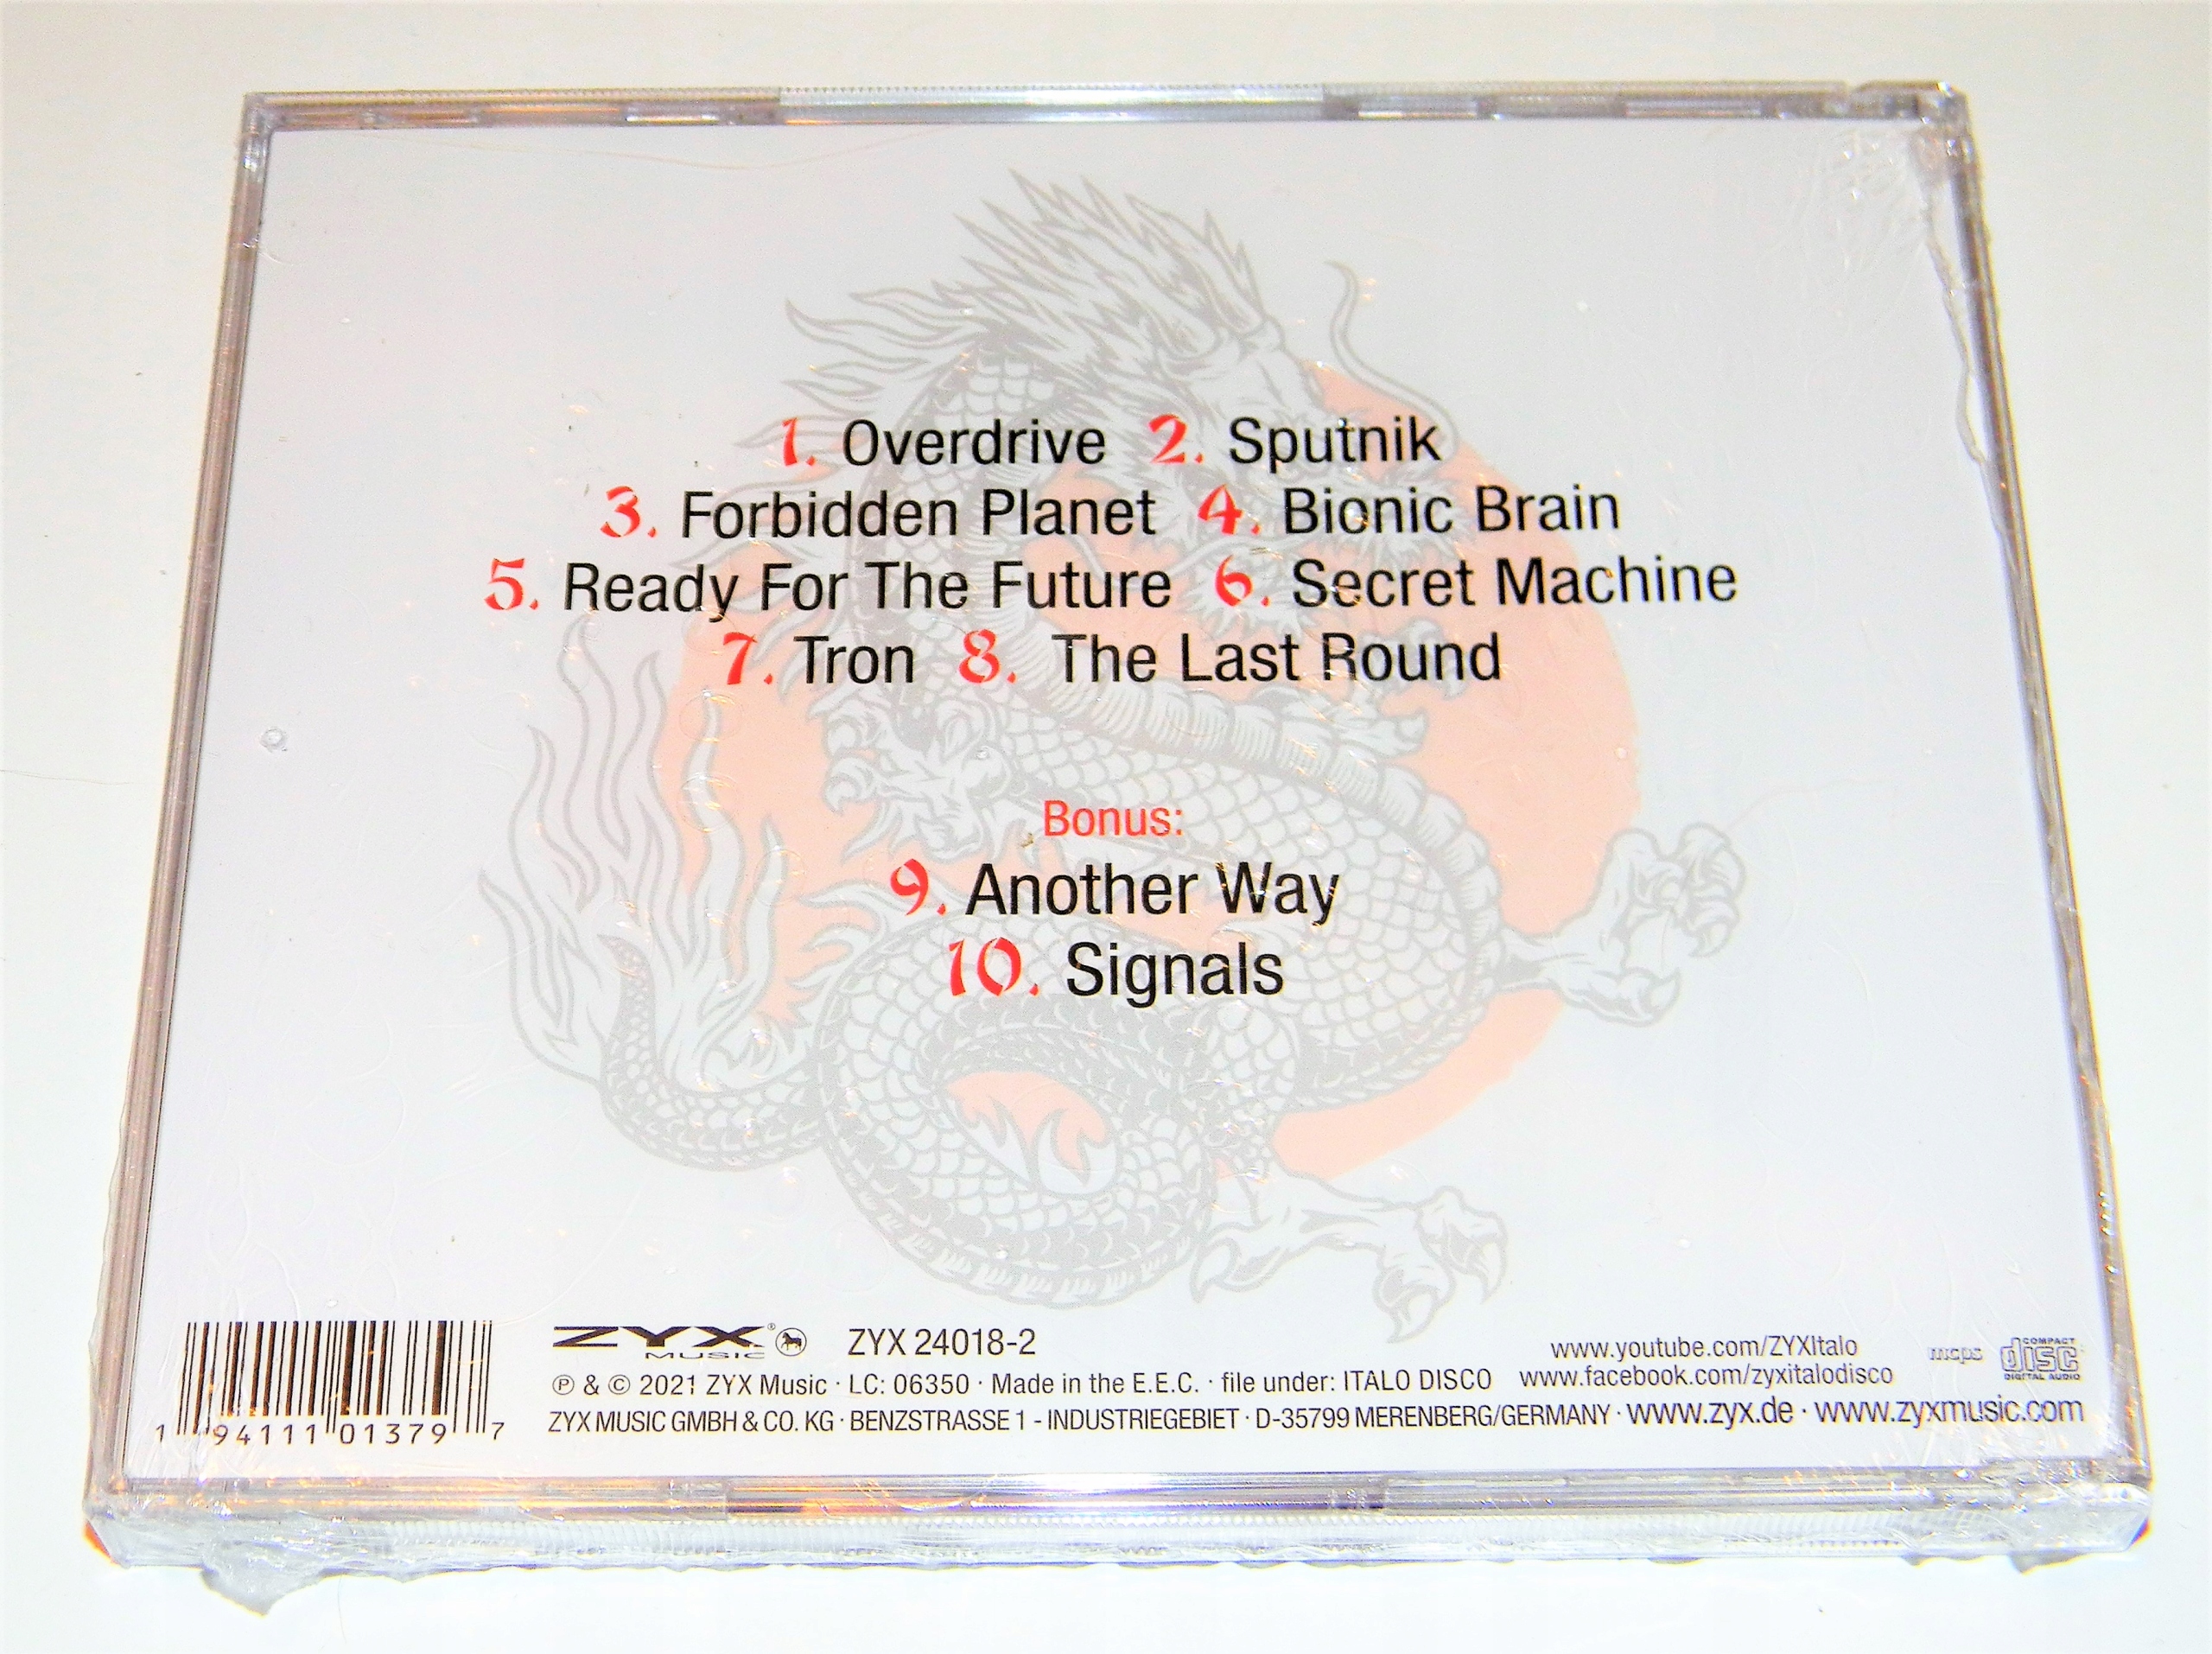 1. Overdrive 2. Sputnik
3. Forbidden Planet 4. Bionic Brain
5. Ready For The Future 6. Secret Machine
7. Tron 8. The Last Round
Bonus:
9. Another Way
10. Signals
1 94111 01379 7
ZYX® MUSIC
ZYX 24018-2
℗ & © 2021 ZYX Music · LC: 06350 · Made in the E.E.C. · file under: ITALO DISCO
ZYX MUSIC GMBH & CO. KG · BENZSTRASSE 1 - INDUSTRIEGEBIET · D-35799 MERENBERG/GERMANY · www.zyx.de · www.zyxmusic.com
www.youtube.com/ZYXItalo
www.facebook.com/zyxitalodisco
mcps
COMPACT
disc
DIGITAL AUDIO